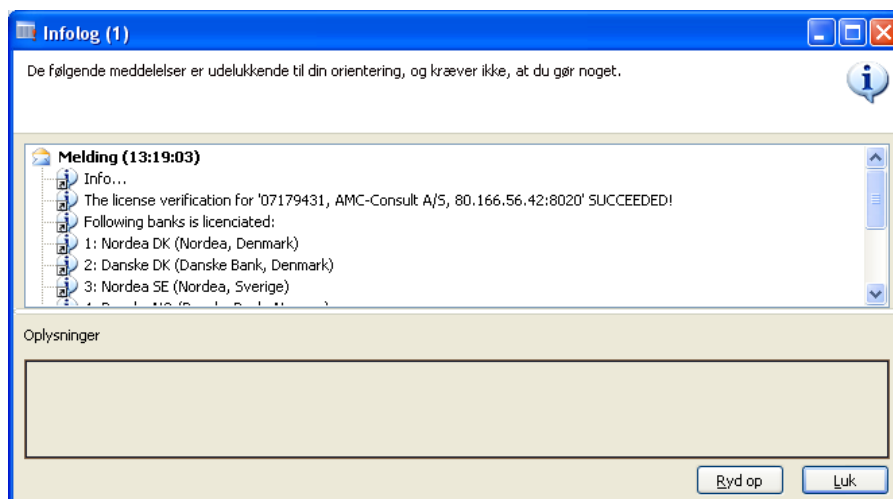 Infolog (1)
De følgende meddelelser er udelukkende til din orientering, og kræver ikke, at du gør noget.
Melding (13:19:03)
Info...
The license verification for '07179431, AMC-Consult A/S, 80.166.56.42:8020' SUCCEEDED!
Following banks is licenciated:
1: Nordea DK (Nordea, Denmark)
2: Danske DK (Danske Bank, Denmark)
3: Nordea SE (Nordea, Sverige)
Oplysninger
Ryd op
Luk